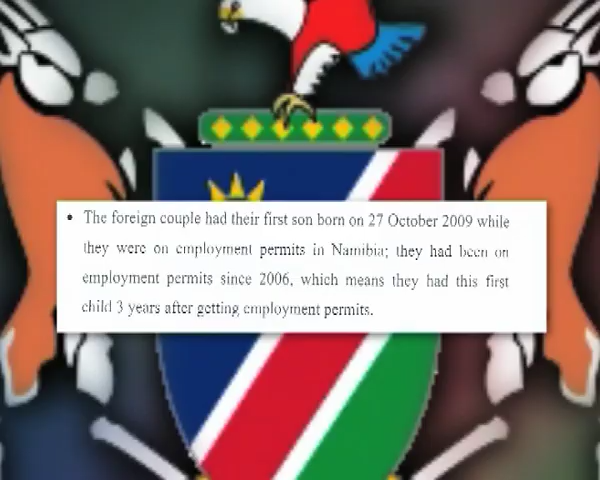 • The foreign couple had their first son born on 27 October 2009 while
they were on employment permits in Namibia; they had been on
employment permits since 2006, which means they had this first
child 3 years after getting employment permits.